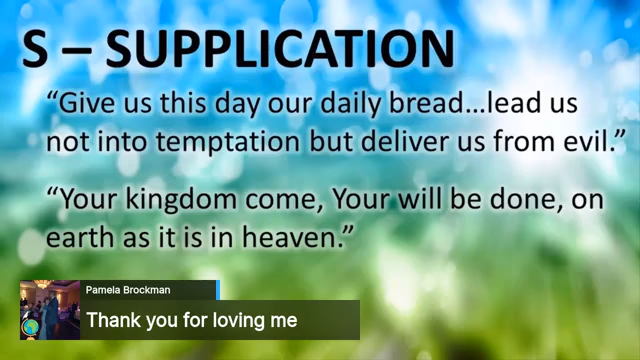 S – SUPPLICATION
“Give us this day our daily bread…lead us
not into temptation but deliver us from evil.”
“Your kingdom come, Your will be done, on
earth as it is in heaven.”
Pamela Brockman
Thank you for loving me